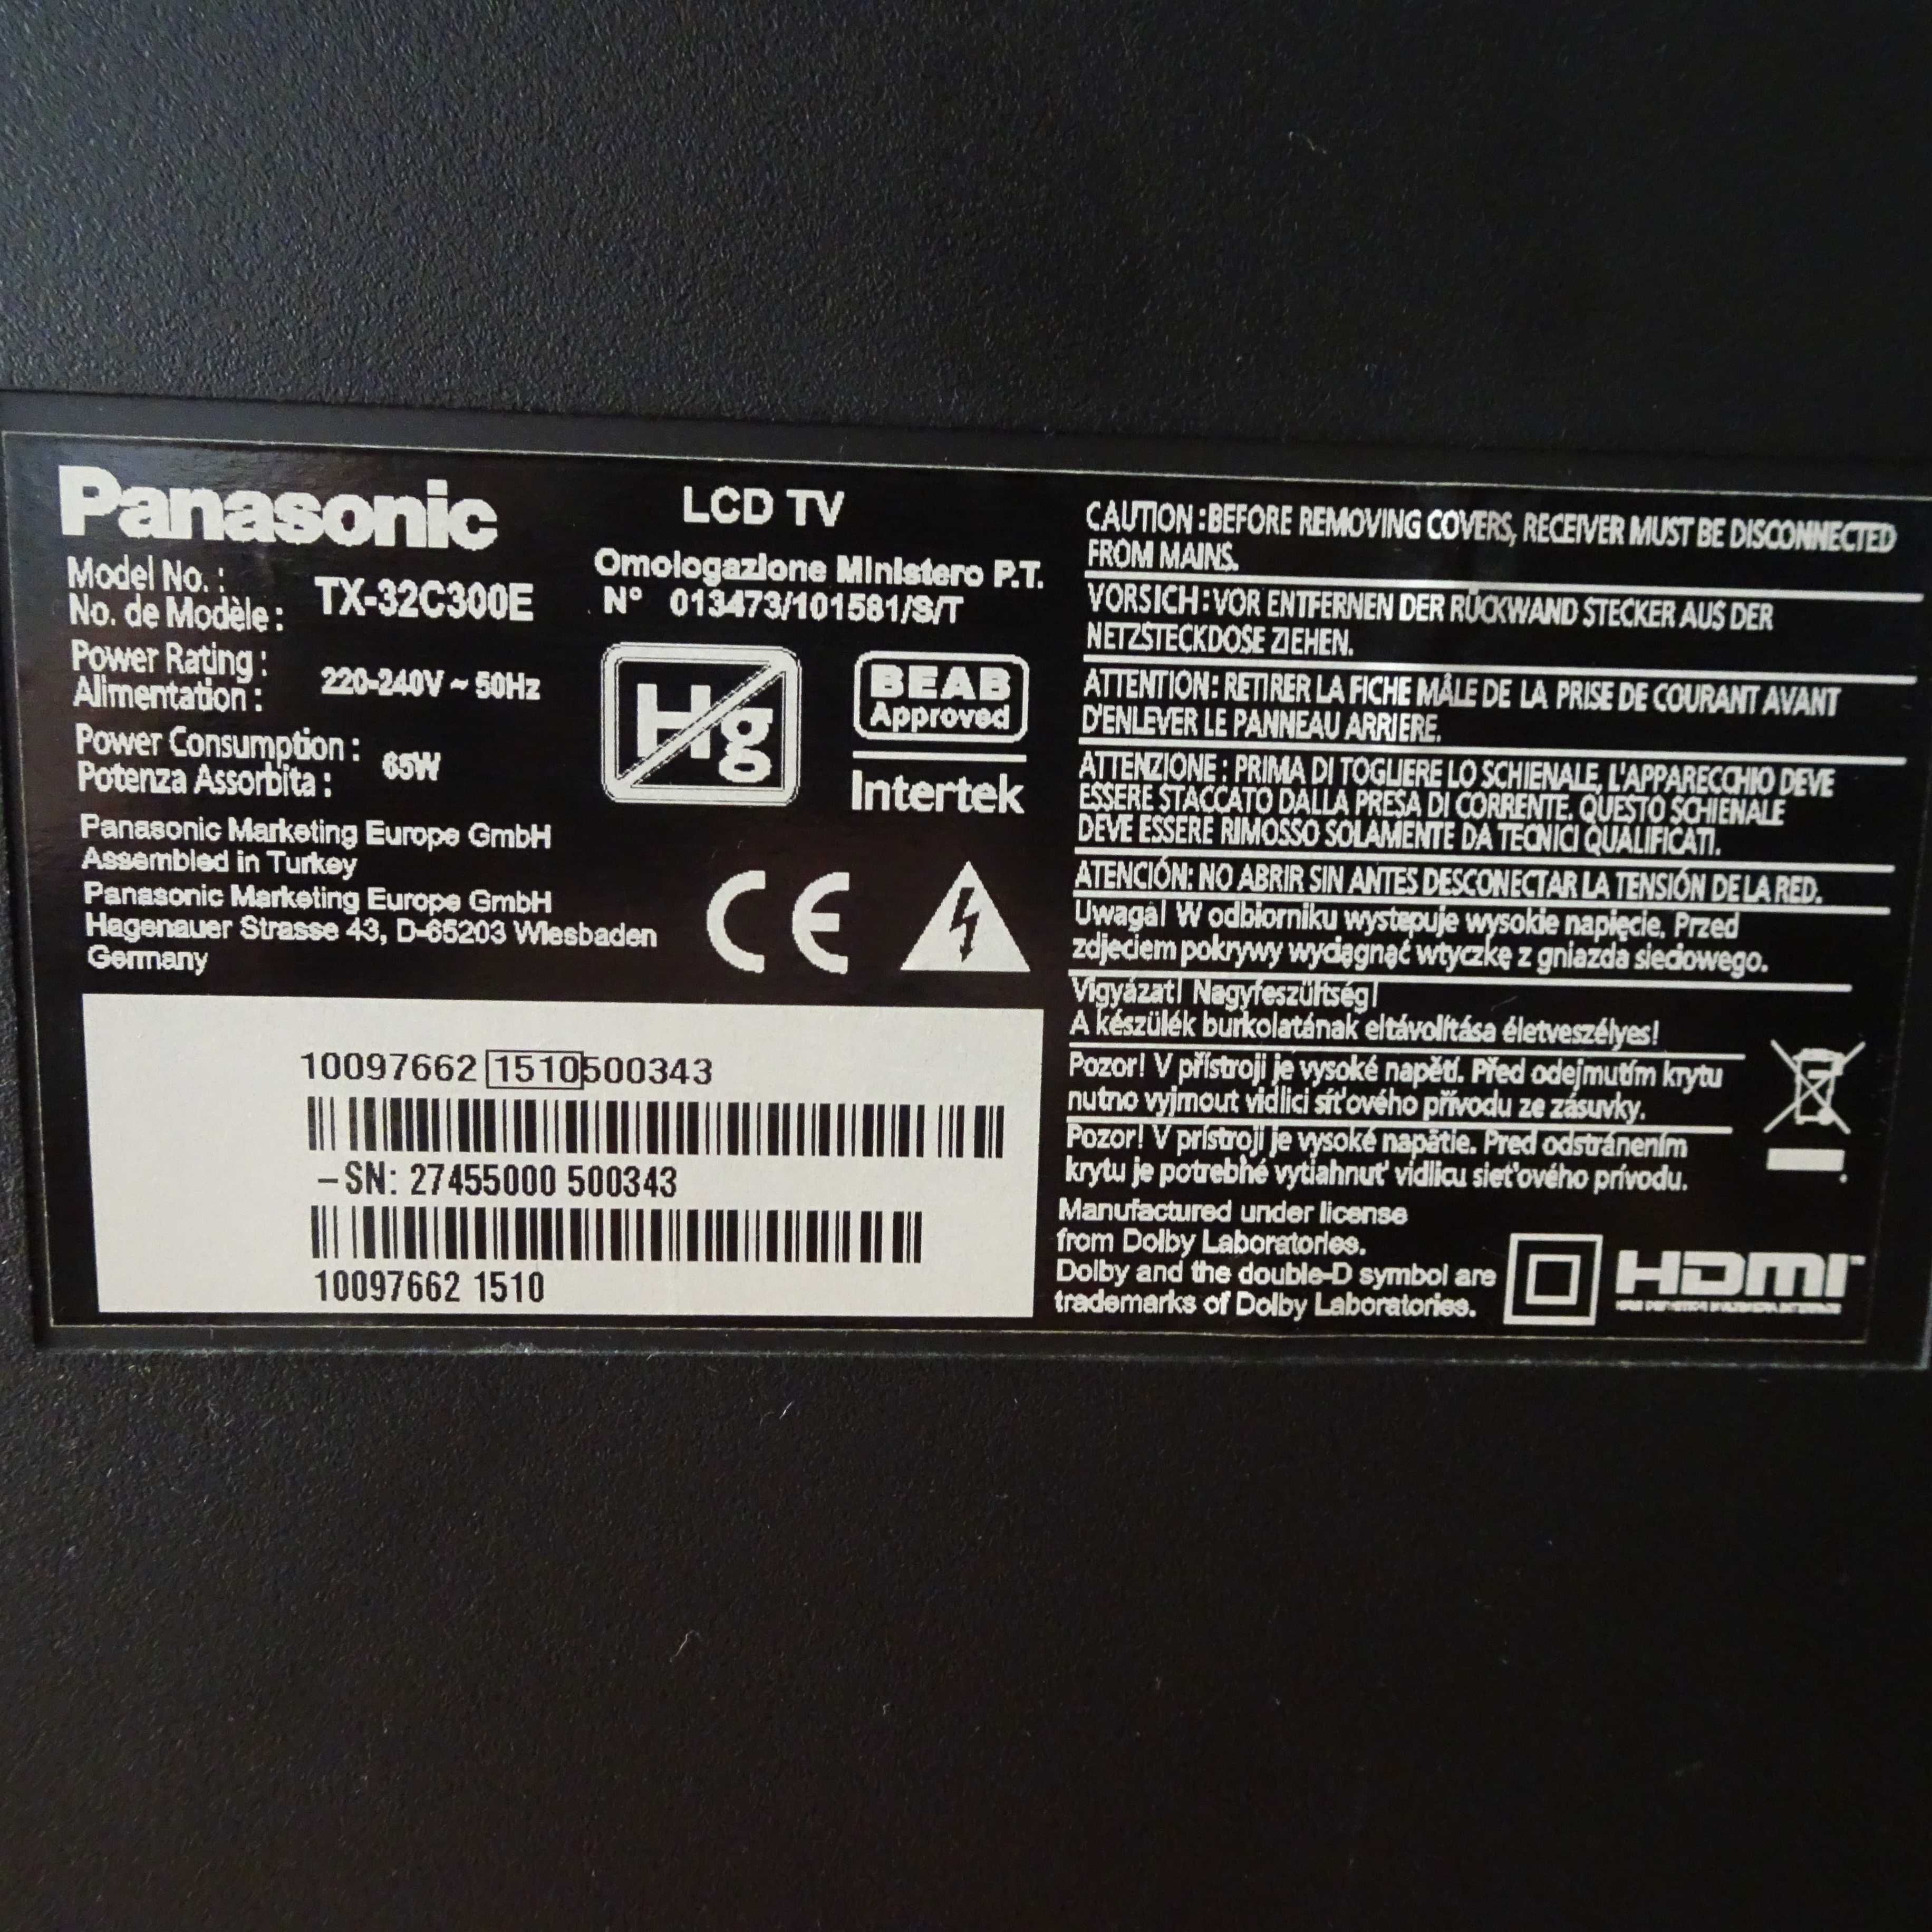 Panasonic
LCD TV
Model No. :
No. de Modèle :
TX-32C300E
Omologazione Ministero P.T.
N° 013473/101581/S/T
Power Rating :
Alimentation :
220-240V ~ 50Hz
Power Consumption :
Potenza Assorbita :
65W
Hg
BEAB
Approved
Intertek
Panasonic Marketing Europe GmbH
Assembled in Turkey
Panasonic Marketing Europe GmbH
Hagenauer Strasse 43, D-65203 Wiesbaden
Germany
CE
10097662 1510500343
-SN: 27455000 500343
10097662 1510
CAUTION :BEFORE REMOVING COVERS, RECEIVER MUST BE DISCONNECTED
FROM MAINS.
VORSICH : VOR ENTFERNEN DER RÜCKWAND STECKER AUS DER
NETZSTECKDOSE ZIEHEN.
ATTENTION : RETIRER LA FICHE MÂLE DE LA PRISE DE COURANT AVANT
D'ENLEVER LE PANNEAU ARRIERE.
ATTENZIONE : PRIMA DI TOGLIERE LO SCHIENALE, L'APPARECCHIO DEVE
ESSERE STACCATO DALLA PRESA DI CORRENTE. QUESTO SCHIENALE
DEVE ESSERE RIMOSSO SOLAMENTE DA TECNICI QUALIFICATI.
ATENCIÓN: NO ABRIR SIN ANTES DESCONECTAR LA TENSIÓN DE LA RED.
Uwaga! W odbiorniku występuje wysokie napięcie. Przed
zdjęciem pokrywy wyciągnąć wtyczkę z gniazda sieciowego.
Vigyázat! Nagyfeszültség!
A készülék burkolatának eltávolítása életveszélyes!
Pozor! V přístroji je vysoké napětí. Před odejmutím krytu
nutno vyjmout vidlici síťového přívodu ze zásuvky.
Pozor! V prístroji je vysoké napätie. Pred odstránením
krytu je potrebné vytiahnuť vidlicu sieťového prívodu.
Manufactured under license
from Dolby Laboratories.
Dolby and the double-D symbol are
trademarks of Dolby Laboratories.
HDMI™
HIGH DEFINITION MULTIMEDIA INTERFACE